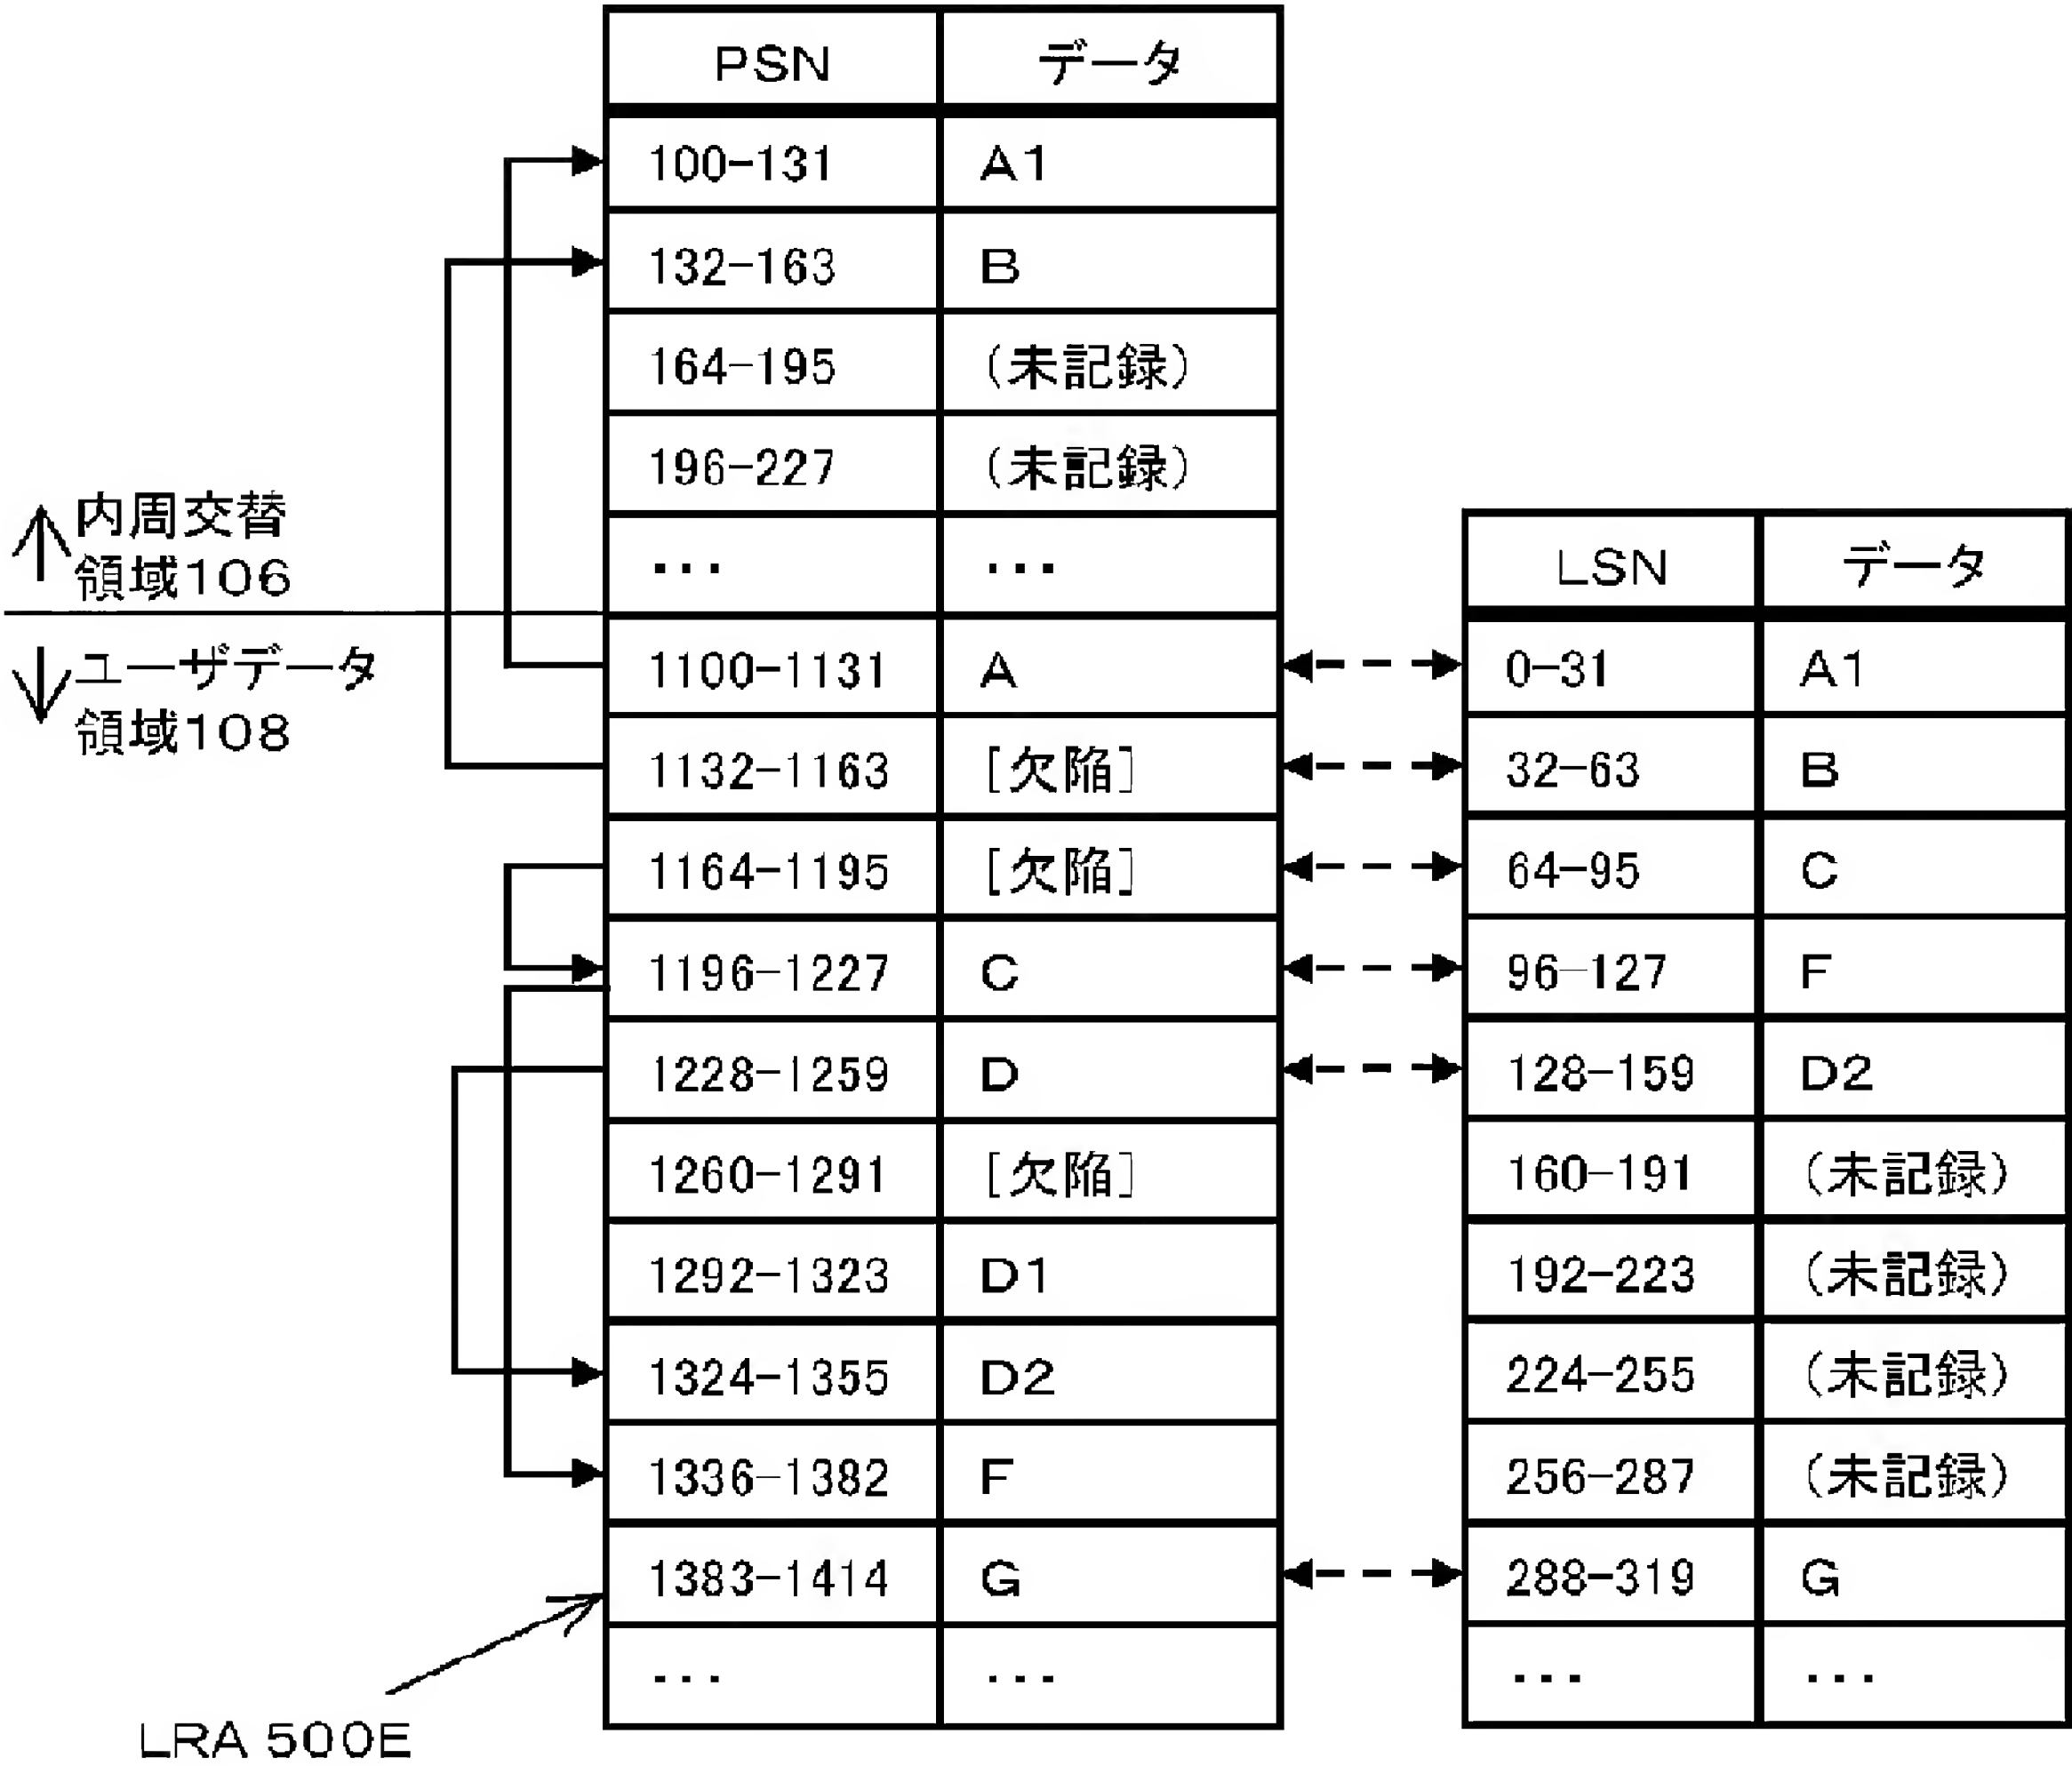 PSN データ
100-131 A1
132-163 B
164-195 (未記録)
196-227 (未記録)
... ...
1100-1131 A
1132-1163 [欠陥]
1164-1195 [欠陥]
1196-1227 C
1228-1259 D
1260-1291 [欠陥]
1292-1323 D1
1324-1355 D2
1336-1382 F
1383-1414 G
... ...
内周交替
領域106
ユーザデータ
領域108
LRA 500E
LSN データ
0-31 A1
32-63 B
64-95 C
96-127 F
128-159 D2
160-191 (未記録)
192-223 (未記録)
224-255 (未記録)
256-287 (未記録)
288-319 G
... ...